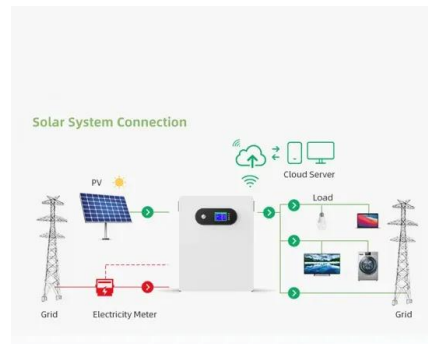 Solar System Connection
Cloud Server
PV
Load
Grid
Electricity Meter
Grid